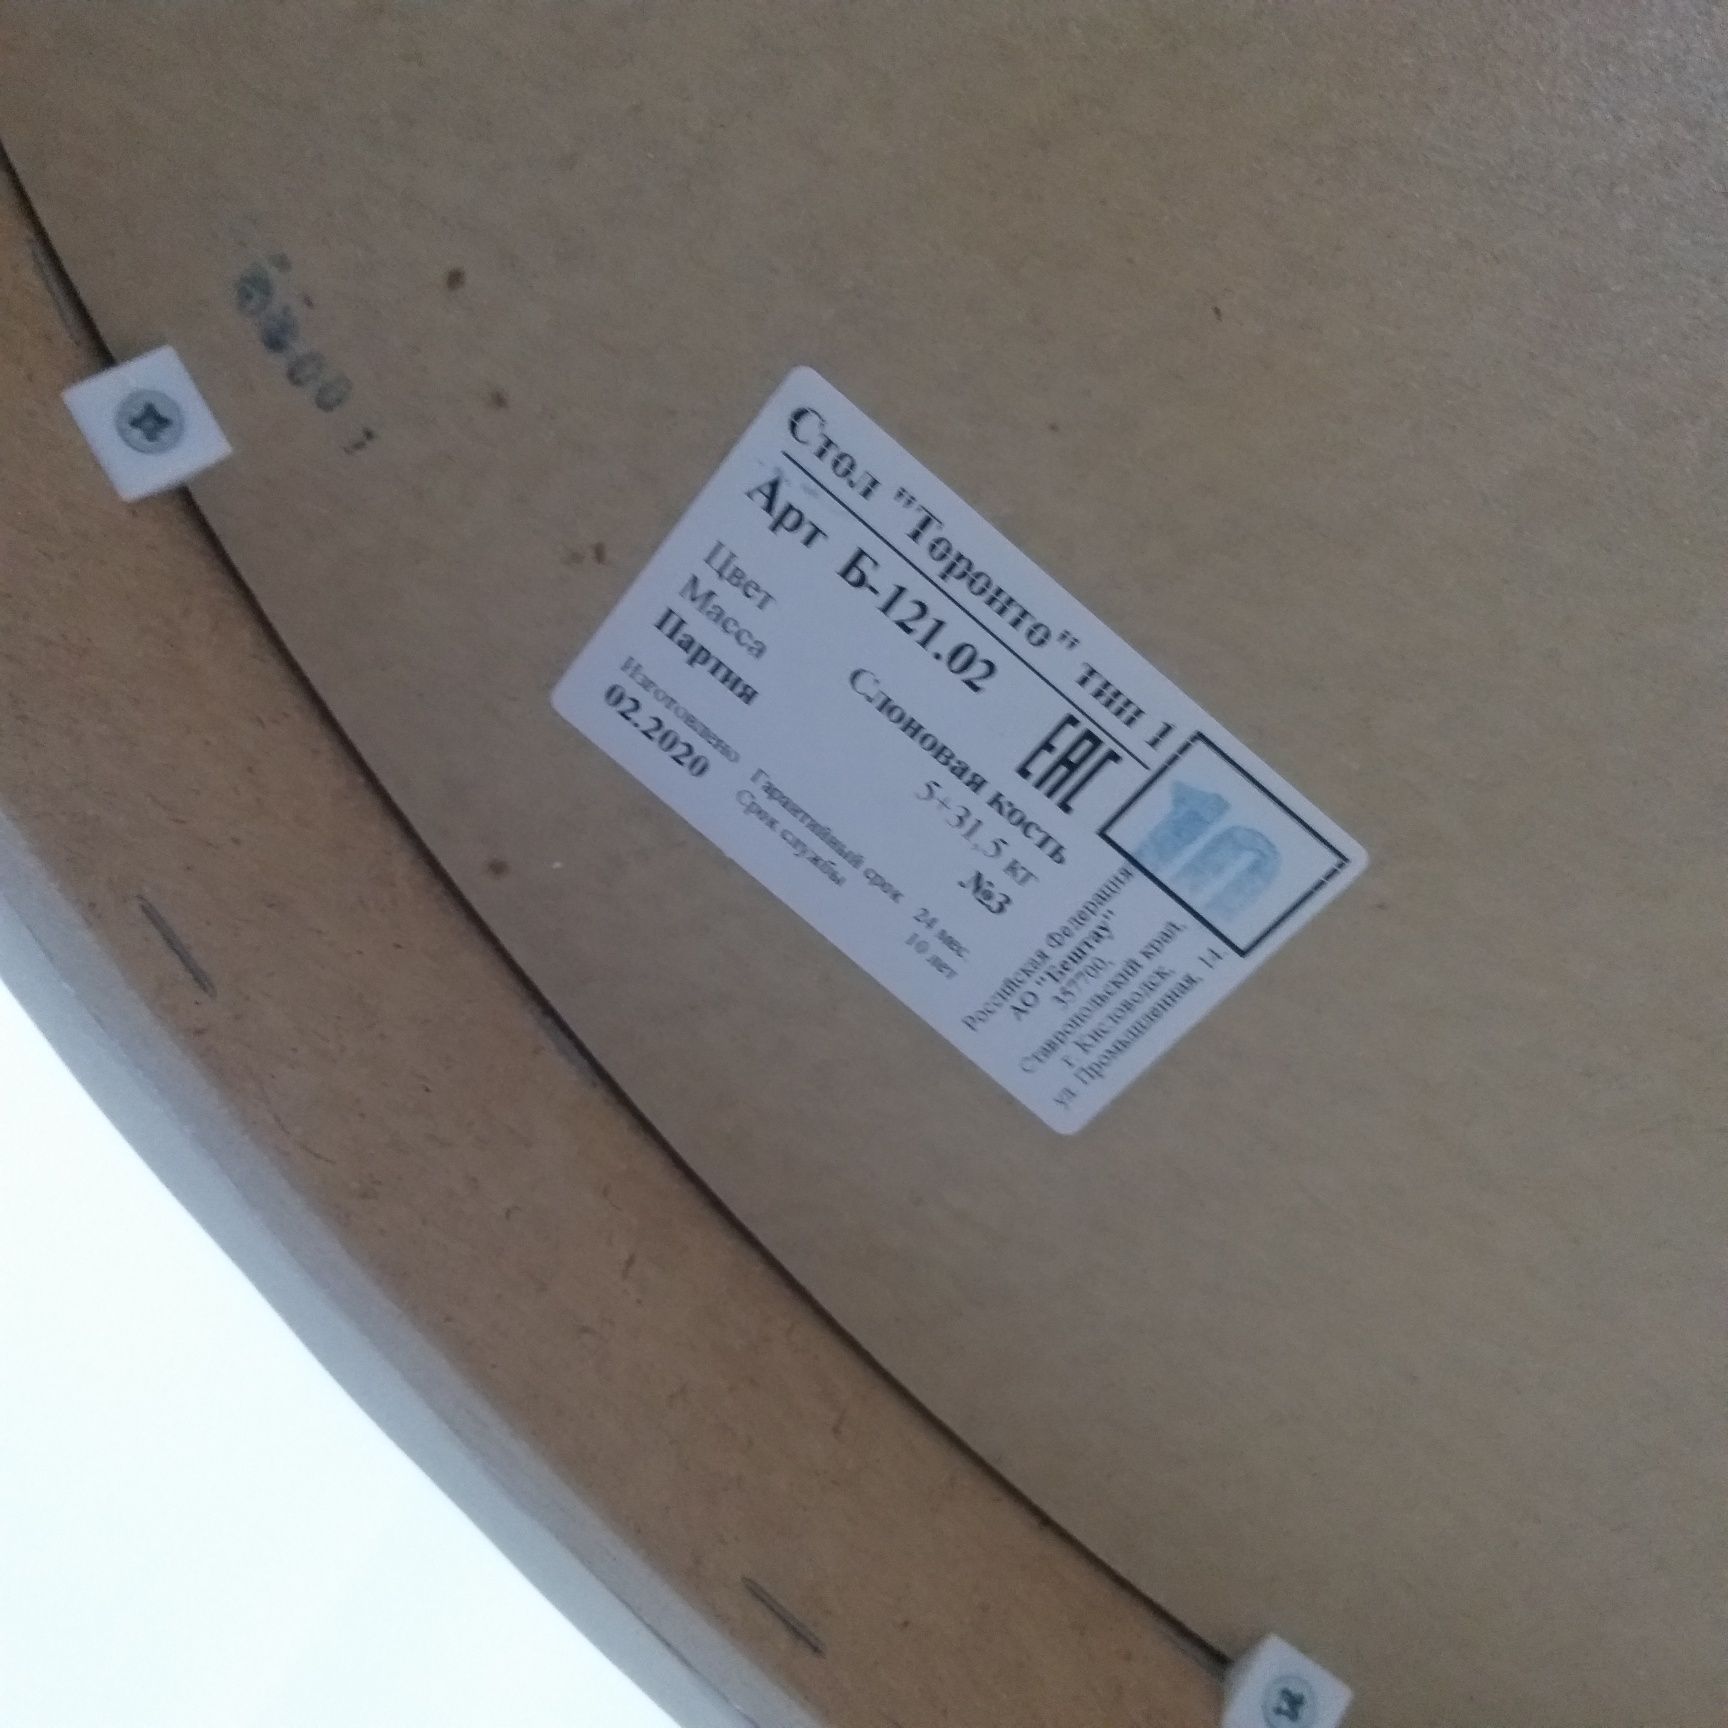 Стол "Торонто" тип 1
Арт Б-121.02
EAC
Цвет Слоновая кость
Масса 5+31,5 кг
Партия №3
Изготовлено
02.2020
Гарантийный срок 24 мес
Срок службы 10 лет
10
Российская Федерация
АО "Бештау"
357700,
Ставропольский край,
г. Кисловодск,
ул. Промышленная, 14